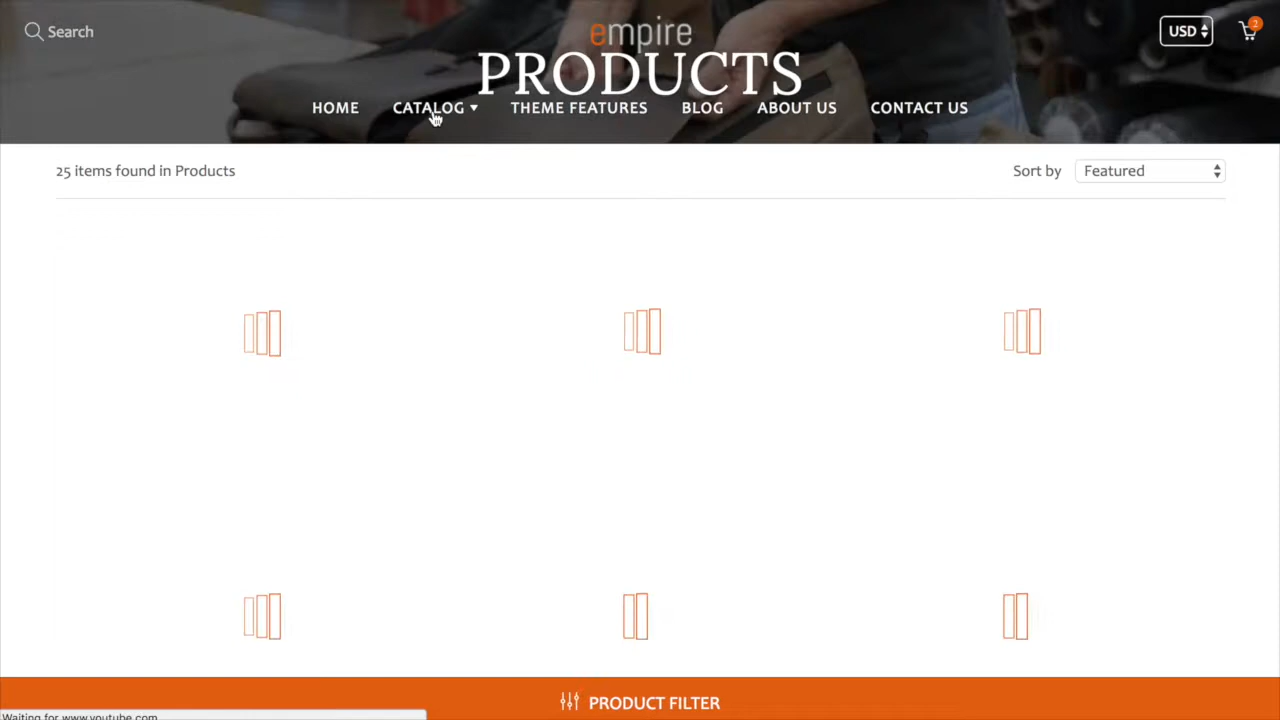 Search
empire
USD
2
PRODUCTS
HOME
CATALOG
THEME FEATURES
BLOG
ABOUT US
CONTACT US
25 items found in Products
Sort by
Featured
PRODUCT FILTER
Waiting for www.youtube.com